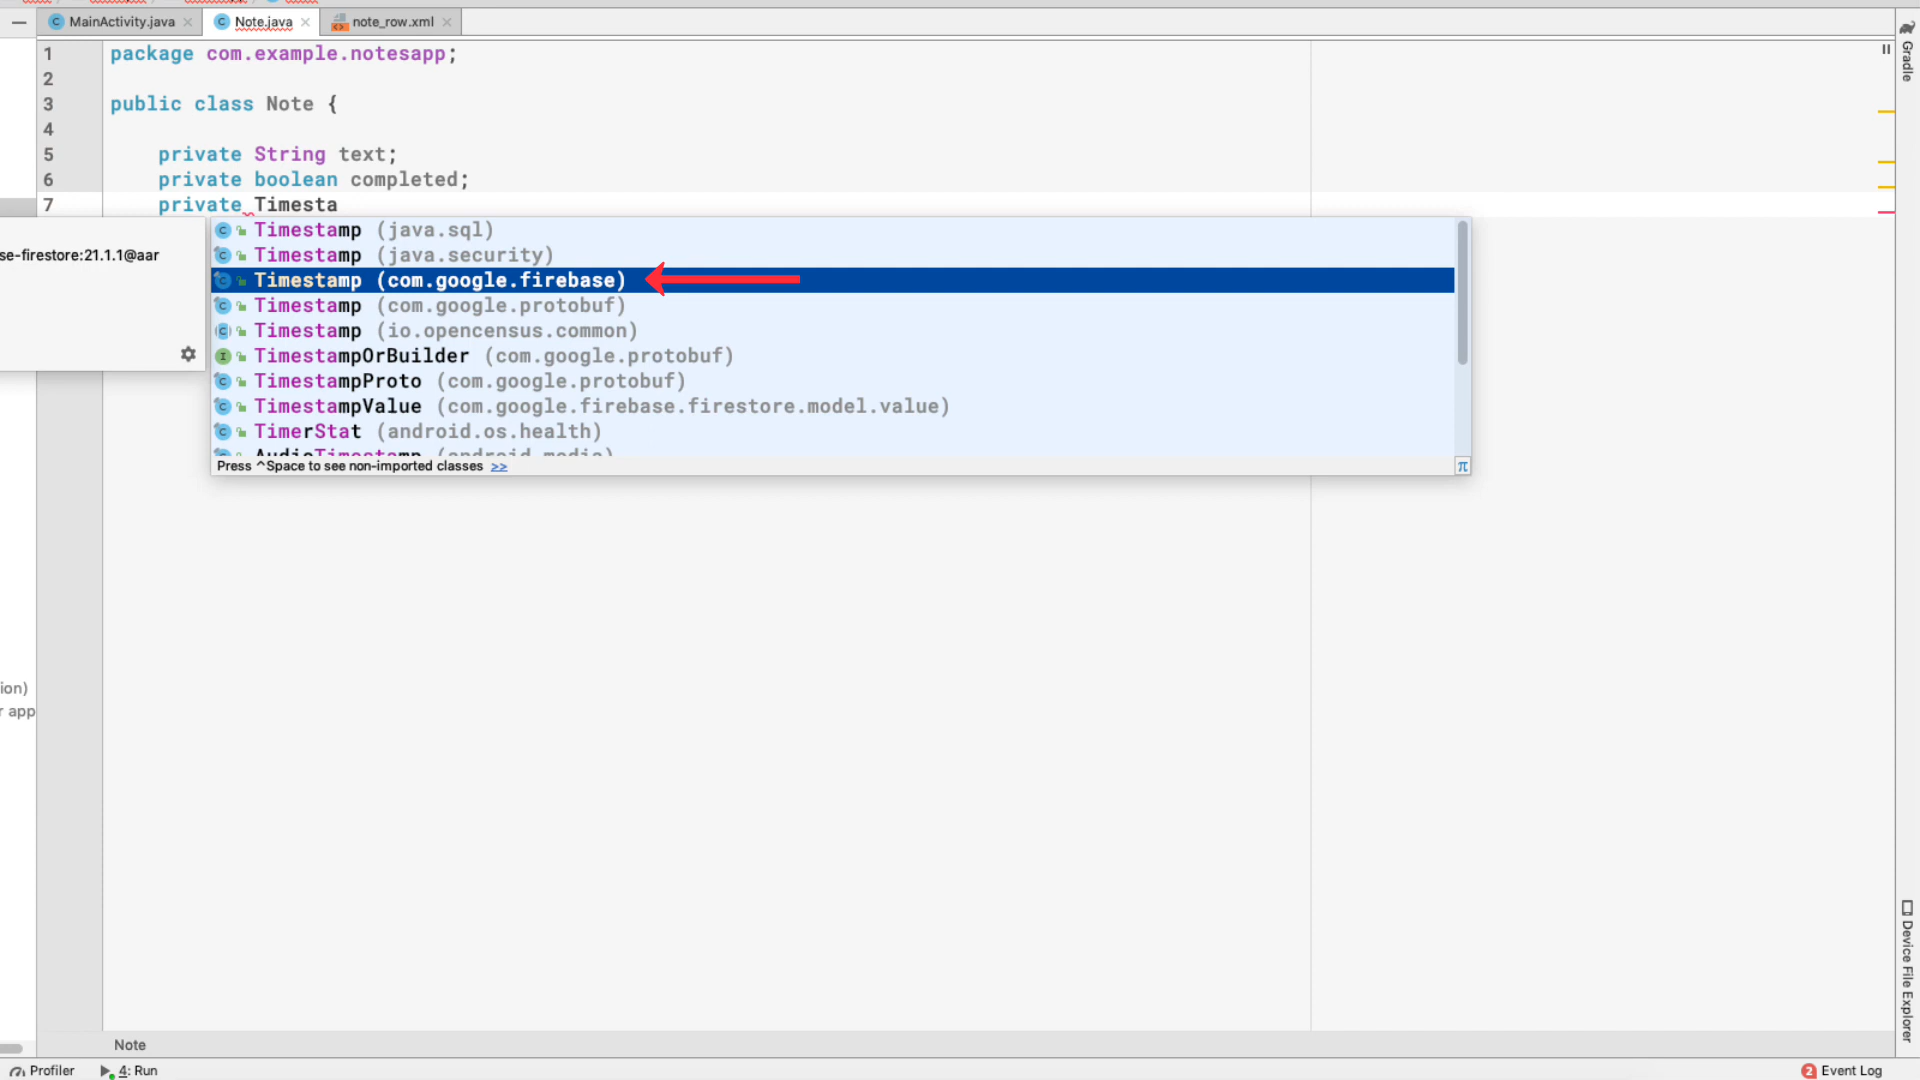 MainActivity.java
Note.java
note_row.xml
1 package com.example.notesapp;
2
3 public class Note {
4
5 private String text;
6 private boolean completed;
7 private Timesta
se-firestore:21.1.1@aar
Timestamp (java.sql)
Timestamp (java.security)
Timestamp (com.google.firebase)
Timestamp (com.google.protobuf)
Timestamp (io.opencensus.common)
TimestampOrBuilder (com.google.protobuf)
TimestampProto (com.google.protobuf)
TimestampValue (com.google.firebase.firestore.model.value)
TimerStat (android.os.health)
AudioTimestamp (android.media)
Press ^Space to see non-imported classes >>
π
ion)
r app
Gradle
Device File Explorer
Note
Profiler
4: Run
2 Event Log